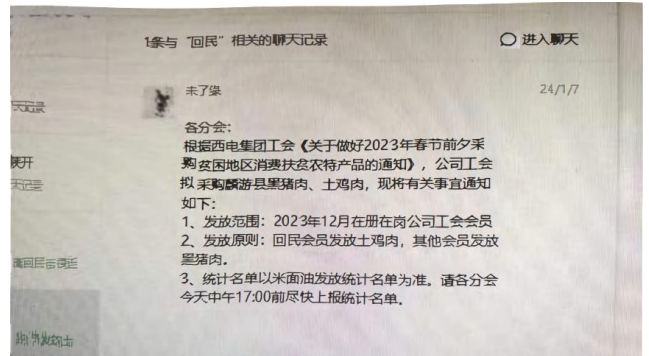 1条与“回民”相关的聊天记录
进入聊天
未了缘
24/1/7
各分会：
根据西电集团工会《关于做好2023年春节前夕采
购贫困地区消费扶贫农特产品的通知》，公司工会
拟采购麟游县黑猪肉、土鸡肉，现将有关事宜通知
如下：
1、发放范围：2023年12月在册在岗公司工会会员
2、发放原则：回民会员发放土鸡肉，其他会员发放
黑猪肉。
3、统计名单以米面油发放统计名单为准。请各分会
今天中午17:00前尽快上报统计名单。
天记录
天记录